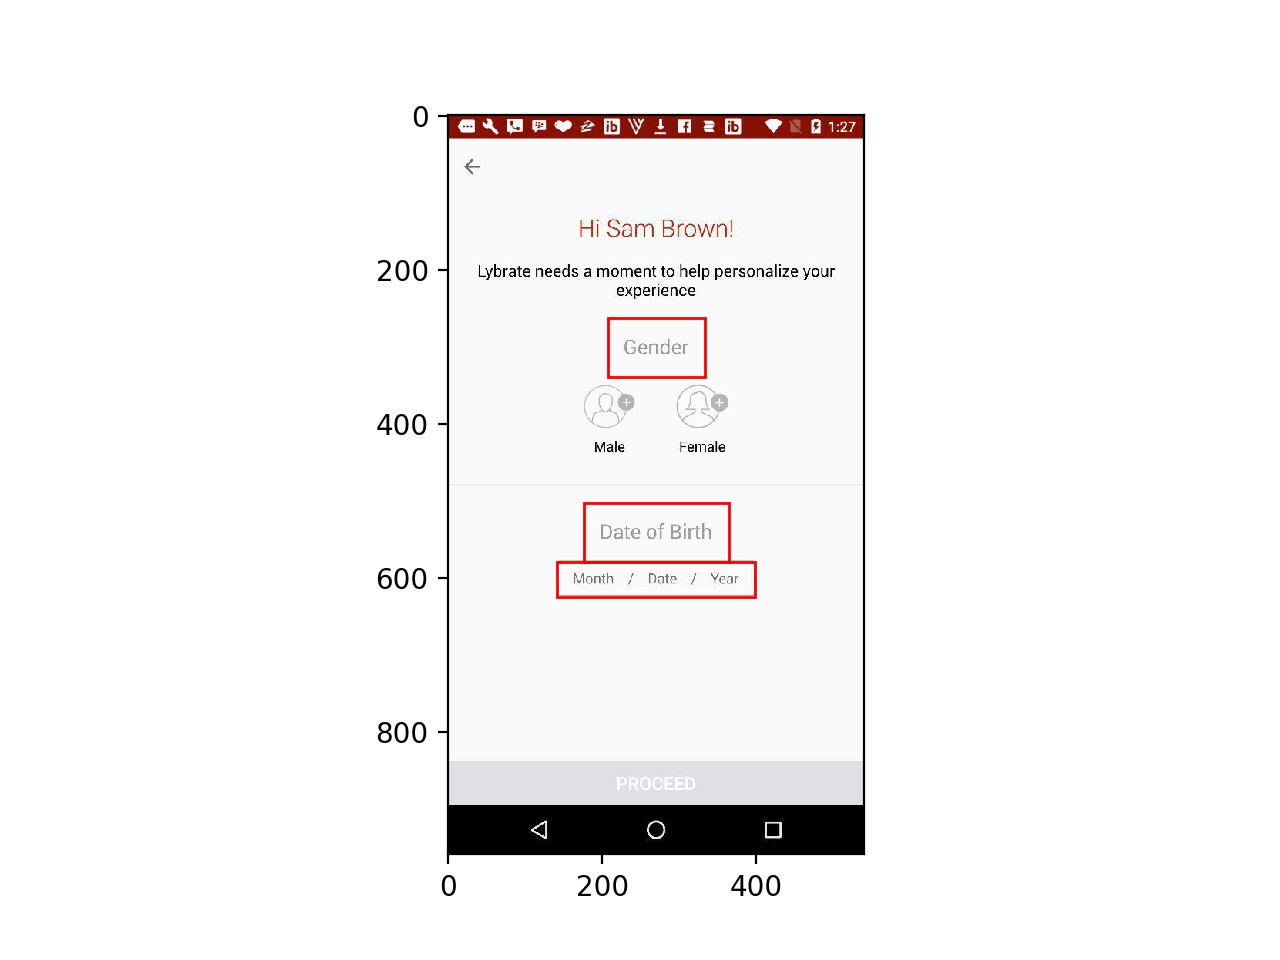 1:27
Hi Sam Brown!
Lybrate needs a moment to help personalize your
experience
Gender
Male Female
Date of Birth
Month / Date / Year
PROCEED
0
200
400
600
800
0 200 400